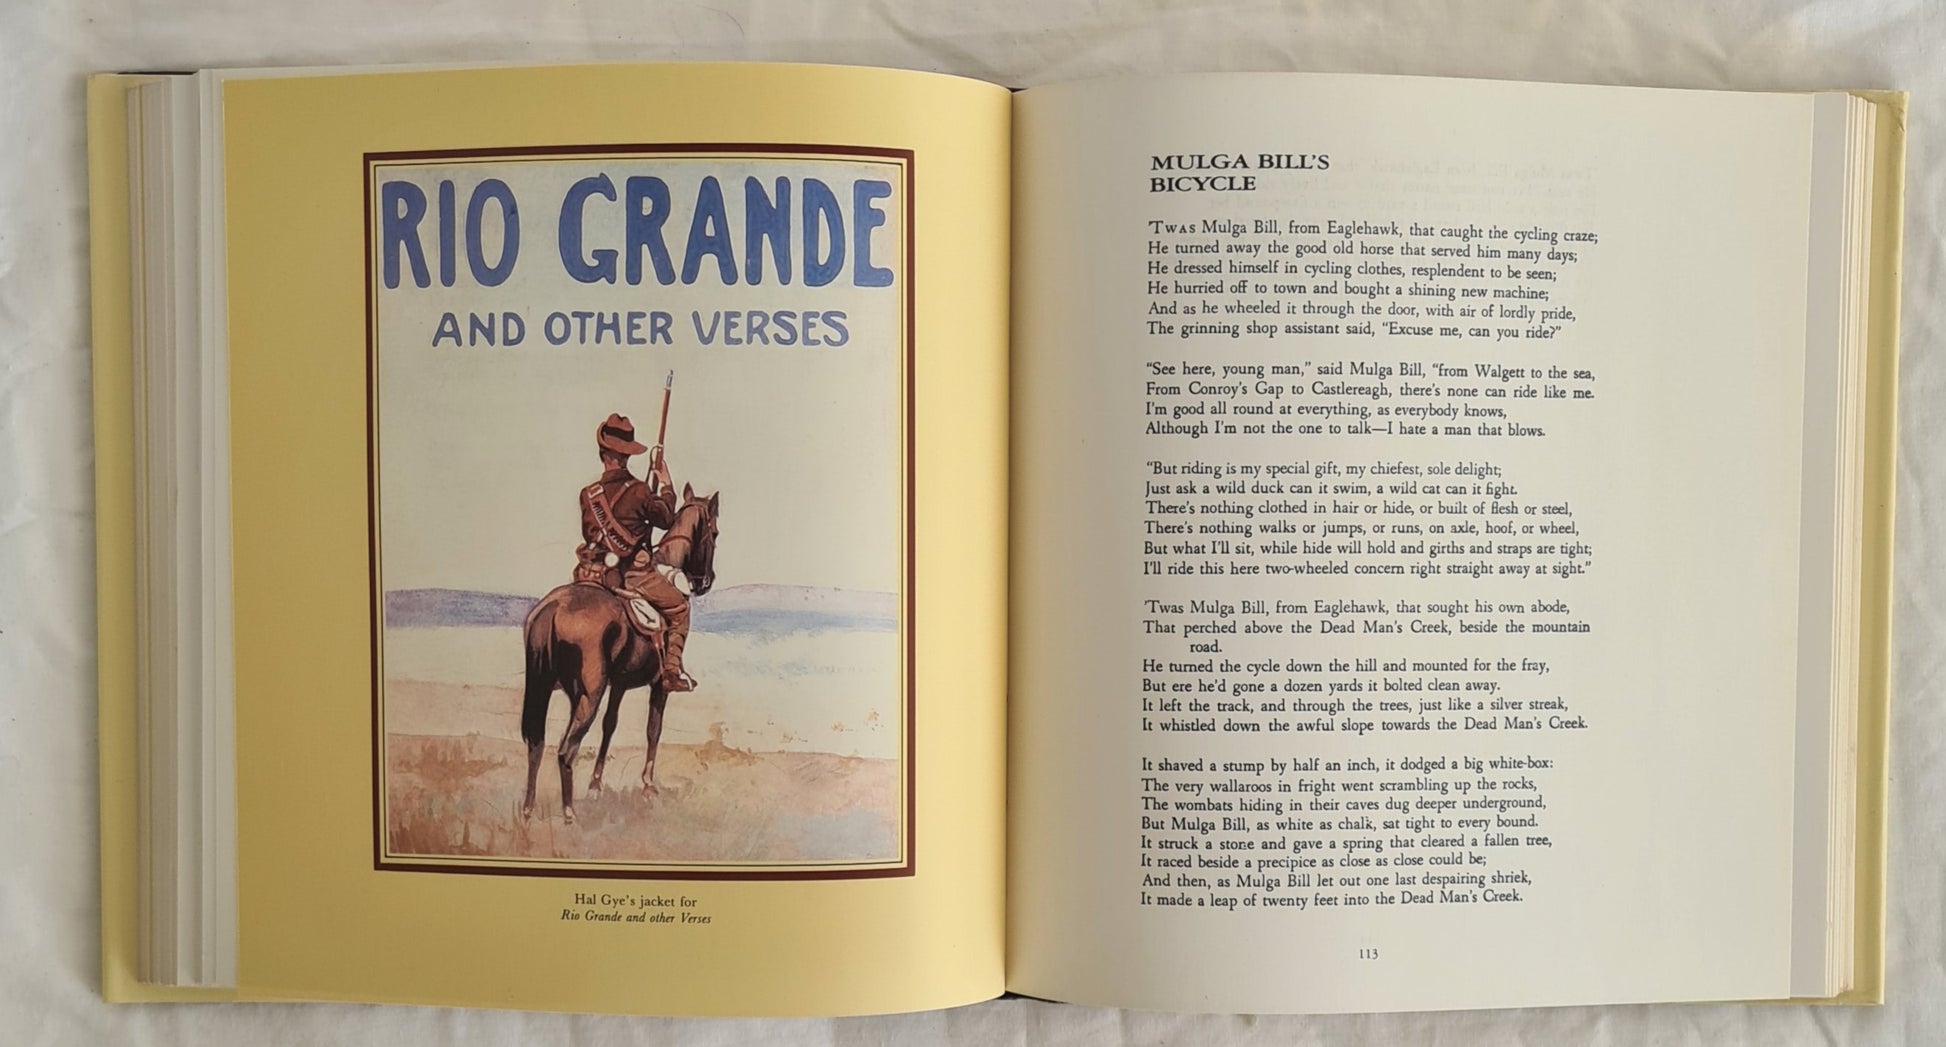 RIO GRANDE
AND OTHER VERSES
Hal Gye's jacket for
Rio Grande and other Verses
MULGA BILL'S
BICYCLE
'TWAS Mulga Bill, from Eaglehawk, that caught the cycling craze;
He turned away the good old horse that served him many days;
He dressed himself in cycling clothes, resplendent to be seen;
He hurried off to town and bought a shining new machine;
And as he wheeled it through the door, with air of lordly pride,
The grinning shop assistant said, “Excuse me, can you ride?”
“See here, young man,” said Mulga Bill, “from Walgett to the sea,
From Conroy's Gap to Castlereagh, there's none can ride like me.
I'm good all round at everything, as everybody knows,
Although I'm not the one to talk—I hate a man that blows.
“But riding is my special gift, my chiefest, sole delight;
Just ask a wild duck can it swim, a wild cat can it fight.
There's nothing clothed in hair or hide, or built of flesh or steel,
There's nothing walks or jumps, or runs, on axle, hoof, or wheel,
But what I'll sit, while hide will hold and girths and straps are tight;
I'll ride this here two-wheeled concern right straight away at sight.”
'Twas Mulga Bill, from Eaglehawk, that sought his own abode,
That perched above the Dead Man's Creek, beside the mountain
road.
He turned the cycle down the hill and mounted for the fray,
But ere he'd gone a dozen yards it bolted clean away.
It left the track, and through the trees, just like a silver streak,
It whistled down the awful slope towards the Dead Man's Creek.
It shaved a stump by half an inch, it dodged a big white-box:
The very wallaroos in fright went scrambling up the rocks,
The wombats hiding in their caves dug deeper underground,
But Mulga Bill, as white as chalk, sat tight to every bound.
It struck a stone and gave a spring that cleared a fallen tree,
It raced beside a precipice as close as close could be;
And then, as Mulga Bill let out one last despairing shriek,
It made a leap of twenty feet into the Dead Man's Creek.
113